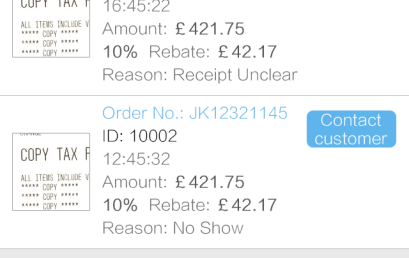 COPY TAX
ALL ITEMS INCLUDE V
***** COPY *****
***** COPY *****
16:45:22
Amount: £421.75
10% Rebate: £42.17
Reason: Receipt Unclear
Order No.: JK12321145
ID: 10002
12:45:32
Amount: £421.75
10% Rebate: £42.17
Reason: No Show
Contact
customer
COPY TAX F
ALL ITEMS INCLUDE V
***** COPY *****
***** COPY *****
***** COPY *****